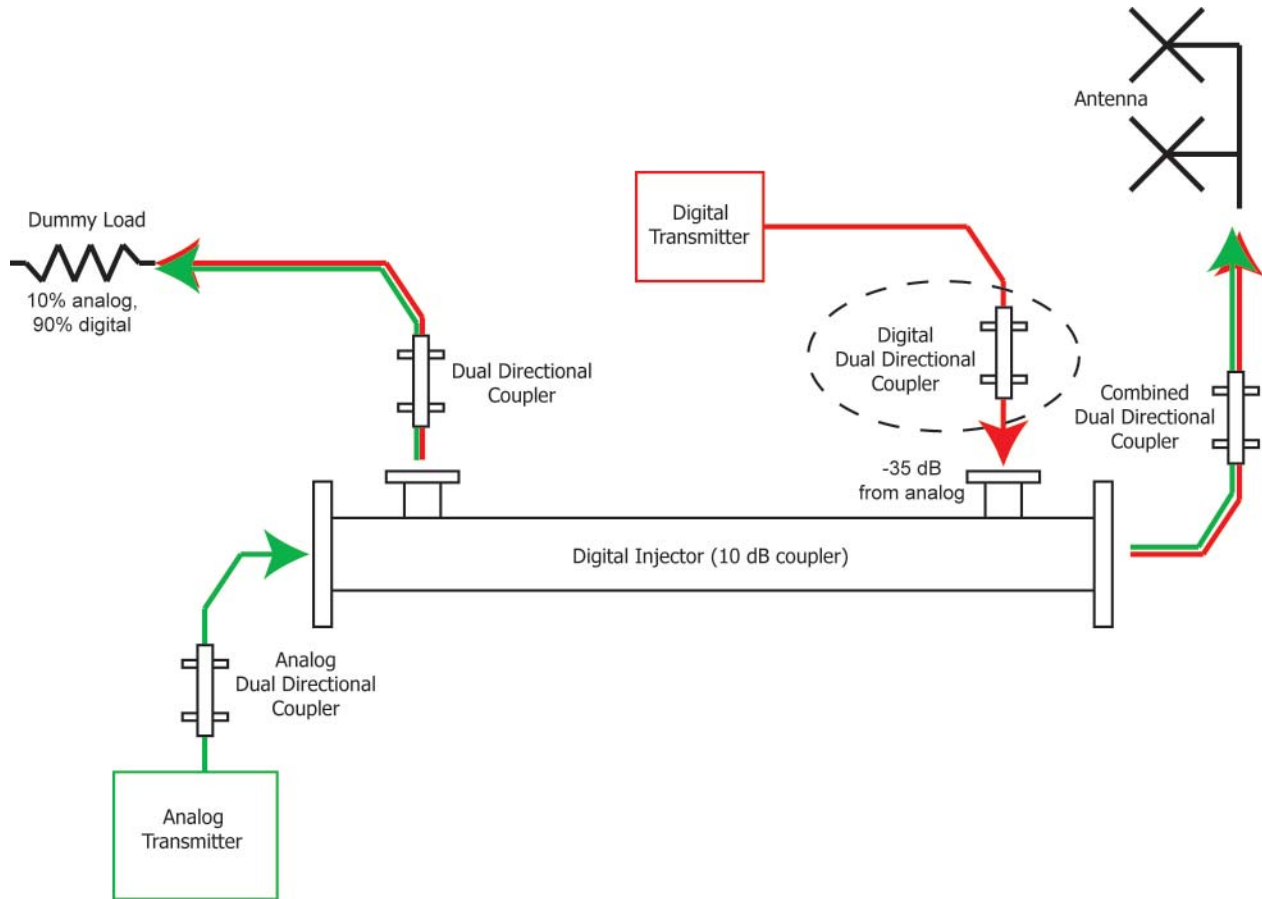 Antenna
Dummy Load
10% analog,
90% digital
Digital
Transmitter
Dual Directional
Coupler
Digital
Dual Directional
Coupler
Combined
Dual Directional
Coupler
-35 dB
from analog
Digital Injector (10 dB coupler)
Analog
Dual Directional
Coupler
Analog
Transmitter